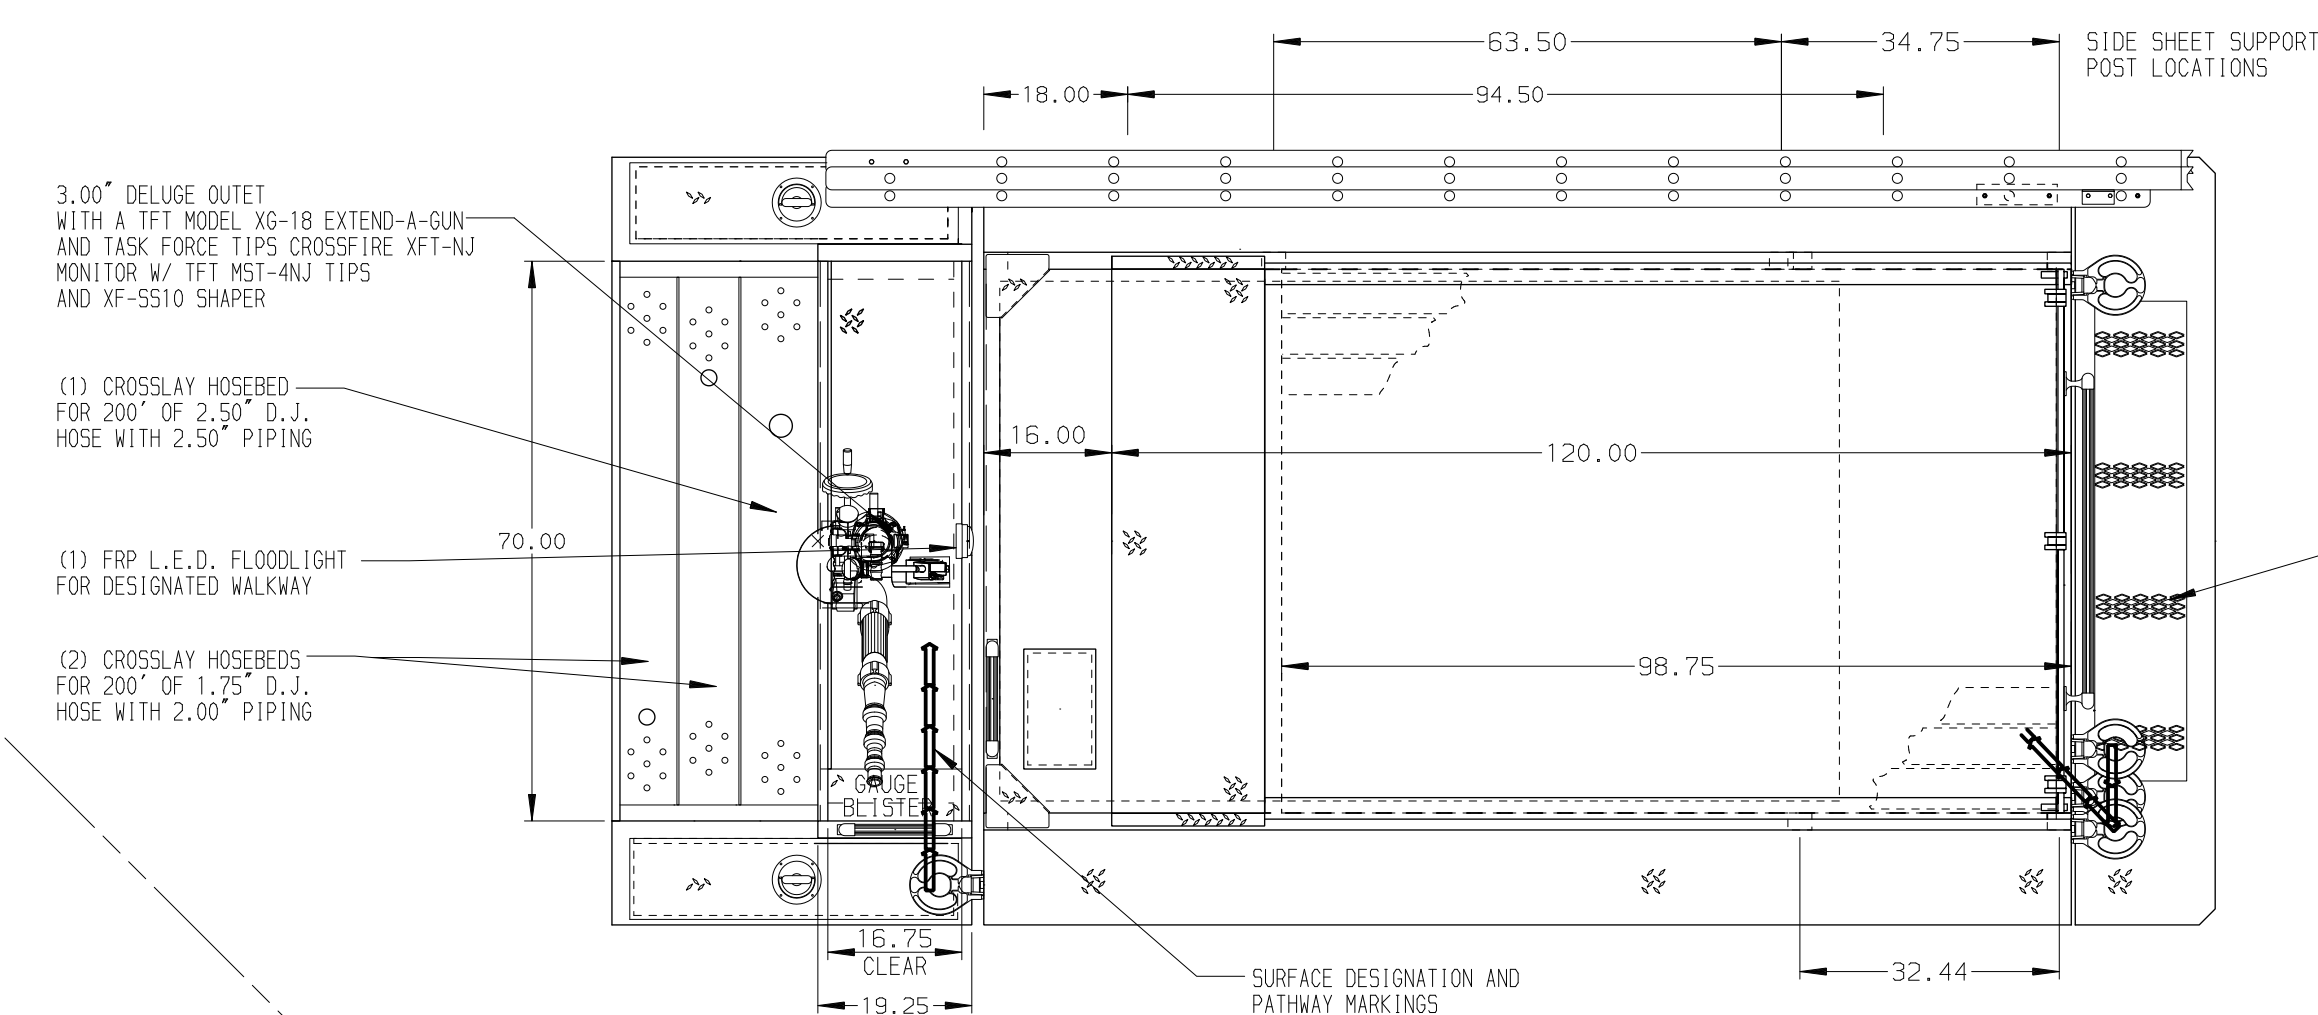 63.50
34.75
SIDE SHEET SUPPORT
POST LOCATIONS
18.00
94.50
3.00" DELUGE OUTET
WITH A TFT MODEL XG-18 EXTEND-A-GUN
AND TASK FORCE TIPS CROSSFIRE XFT-NJ
MONITOR W/ TFT MST-4NJ TIPS
AND XF-SS10 SHAPER
(1) CROSSLAY HOSEBED
FOR 200' OF 2.50" D.J.
HOSE WITH 2.50" PIPING
16.00
120.00
70.00
(1) FRP L.E.D. FLOODLIGHT
FOR DESIGNATED WALKWAY
(2) CROSSLAY HOSEBEDS
FOR 200' OF 1.75" D.J.
HOSE WITH 2.00" PIPING
98.75
GAUGE
BLISTER
16.75
CLEAR
19.25
SURFACE DESIGNATION AND
PATHWAY MARKINGS
32.44